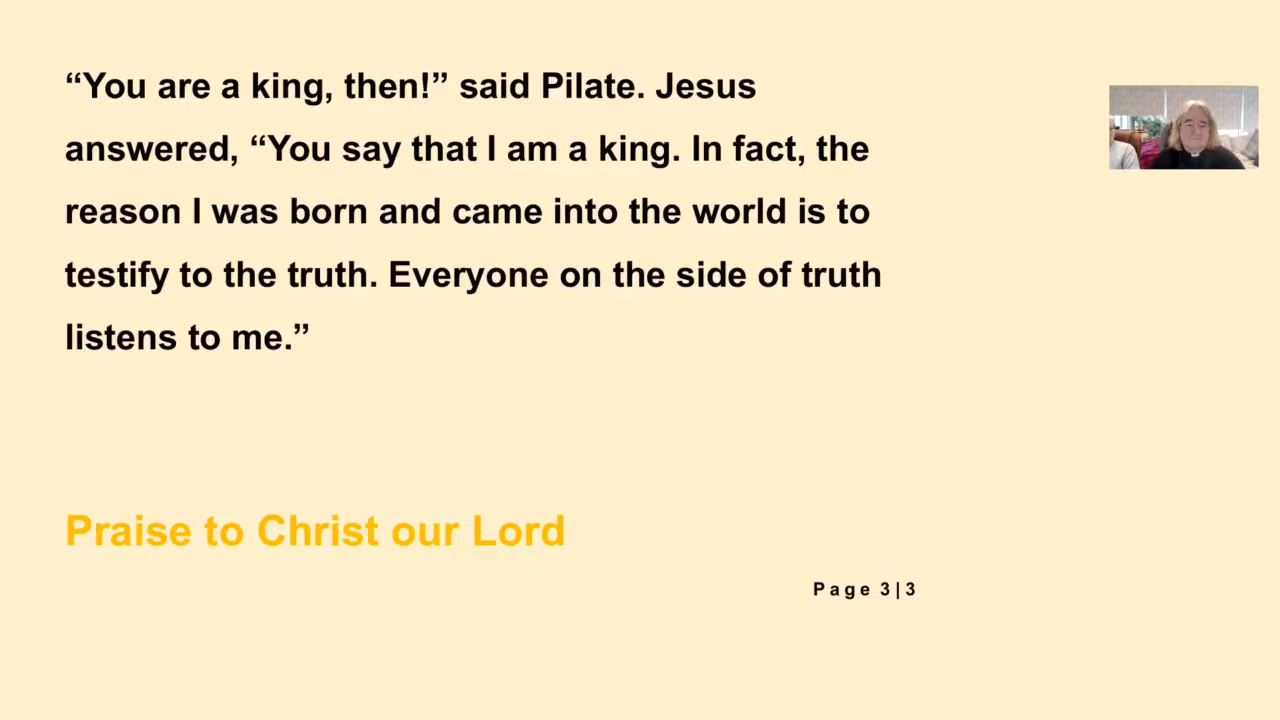 “You are a king, then!” said Pilate. Jesus
answered, “You say that I am a king. In fact, the
reason I was born and came into the world is to
testify to the truth. Everyone on the side of truth
listens to me.”
Praise to Christ our Lord
Page 3|3